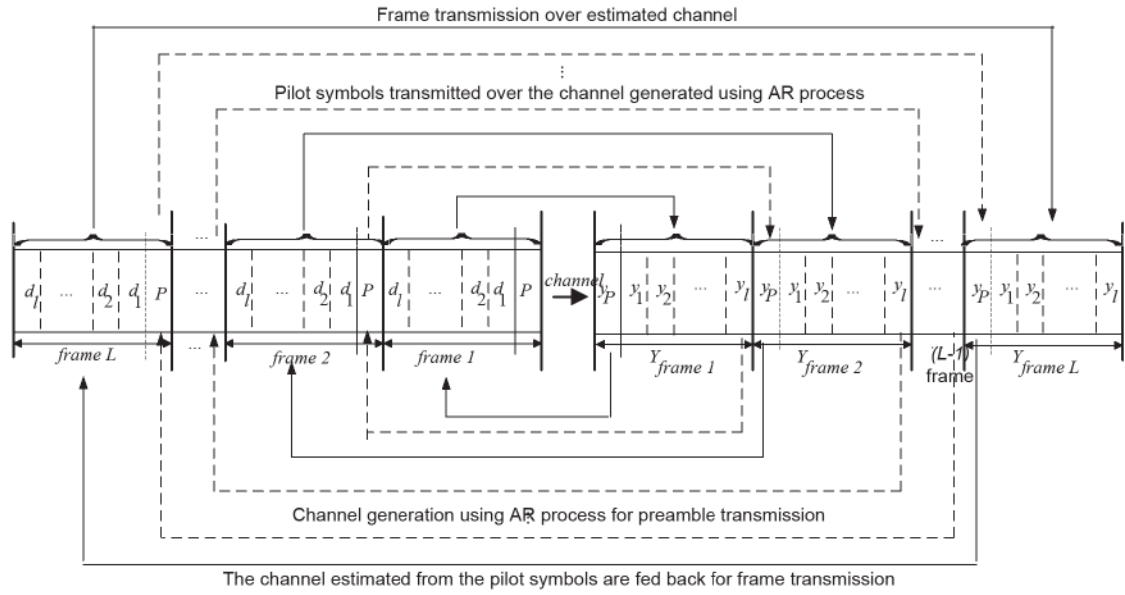 Frame transmission over estimated channel
⋮
Pilot symbols transmitted over the channel generated using AR process
... ...
d_l ... d_2 d_1 P ... d_l ... d_2 d_1 P d_l ... d_2 d_1 P channel y_P y_1 y_2 ... y_l y_P y_1 y_2 ... y_l ... y_P y_1 y_2 ... y_l
frame L ... frame 2 frame 1 Y_frame 1 Y_frame 2 (L-1) frame Y_frame L
Channel generation using AR process for preamble transmission
The channel estimated from the pilot symbols are fed back for frame transmission